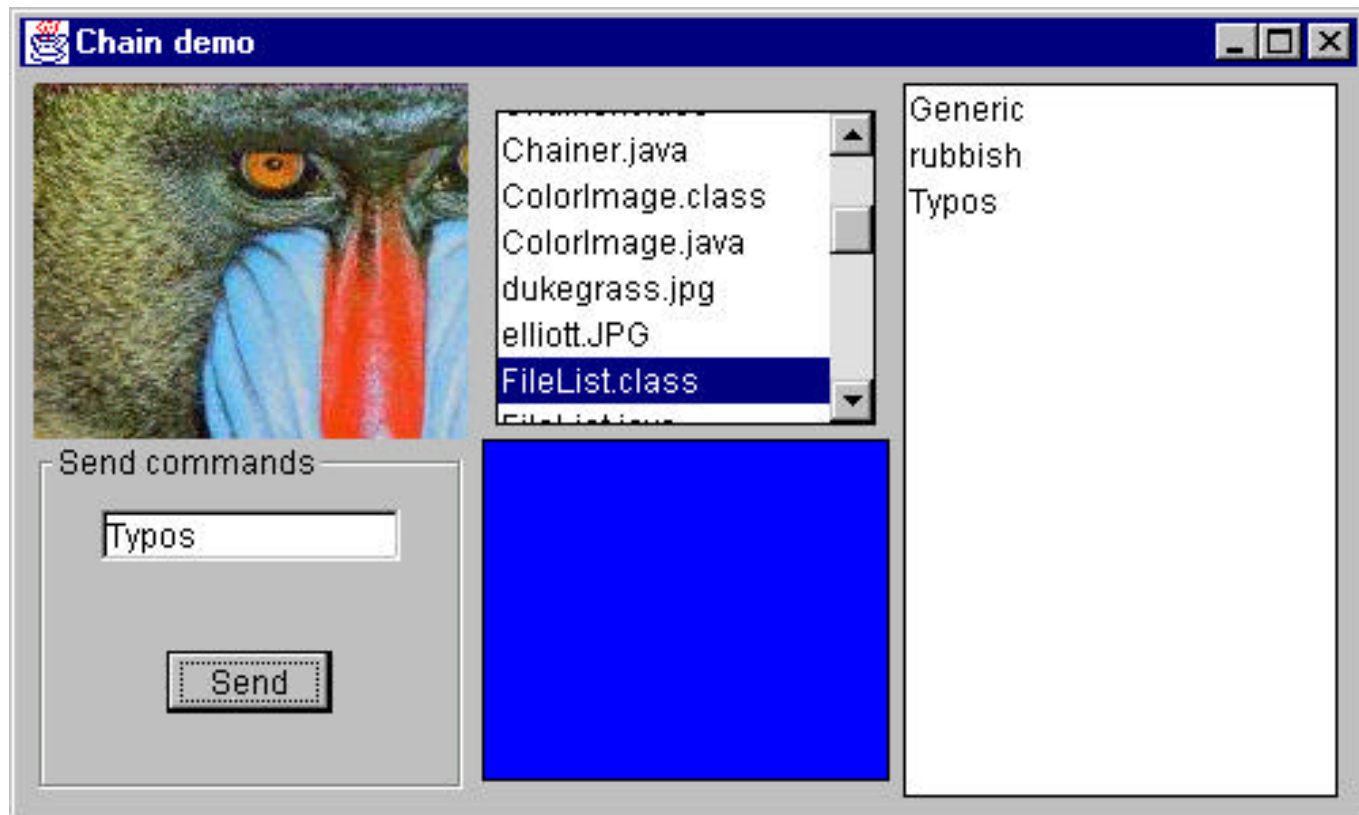 Chain demo
Chainer.java
ColorImage.class
ColorImage.java
dukegrass.jpg
elliott.JPG
FileList.class
Generic
rubbish
Typos
Send commands
Typos
Send